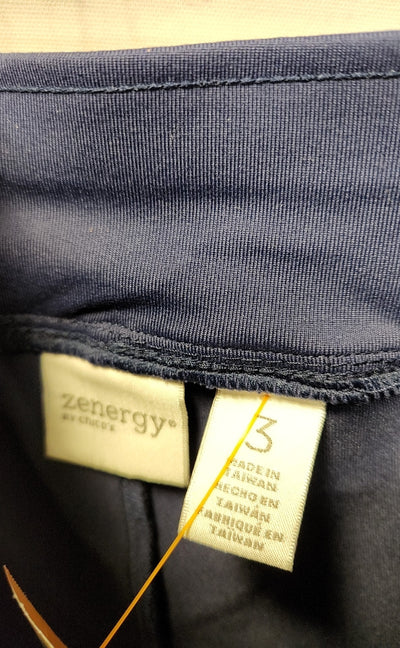 zenergy®
BY chico's
3
MADE IN
TAIWAN
HECHO EN
TAIWÁN
FABRIQUÉ EN
TAÏWAN